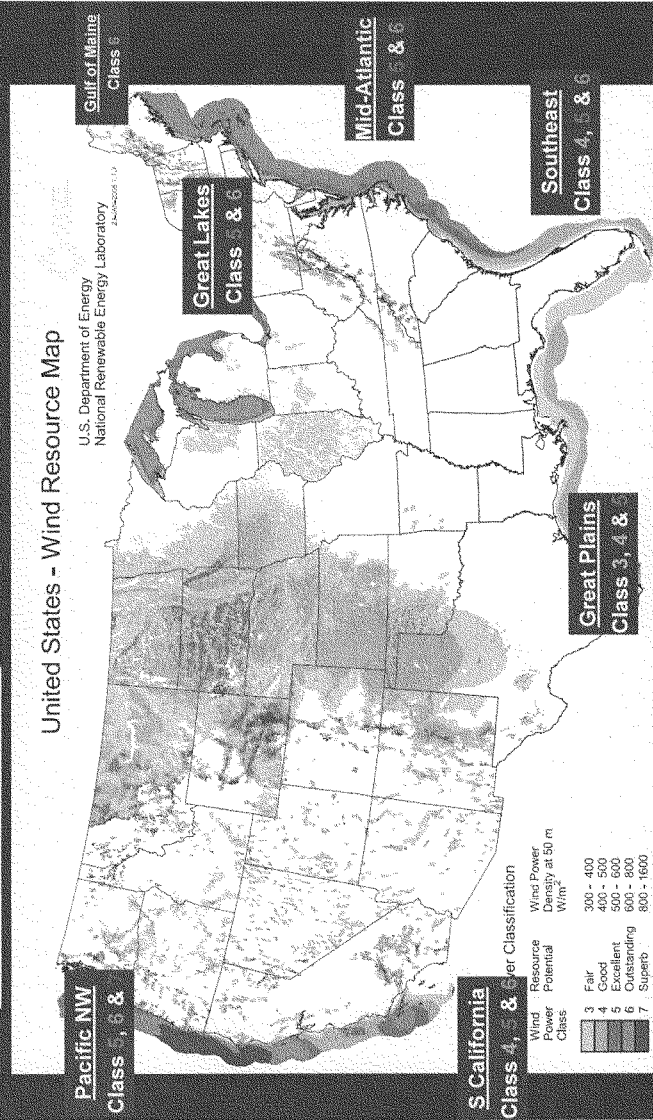 United States - Wind Resource Map
U.S. Department of Energy
National Renewable Energy Laboratory
Pacific NW
Class 5, 6 &
Great Lakes
Class 5 & 6
Gulf of Maine
Class 6
Mid-Atlantic
Class 5 & 6
Southeast
Class 4, 5 & 6
Great Plains
Class 3, 4 & 5
S California
Class 4, 5 & 6
er Classification
Wind Power Class Resource Potential Wind Power Density at 50 m W/m²
3 Fair 300 - 400
4 Good 400 - 500
5 Excellent 500 - 600
6 Outstanding 600 - 800
7 Superb 800 - 1600